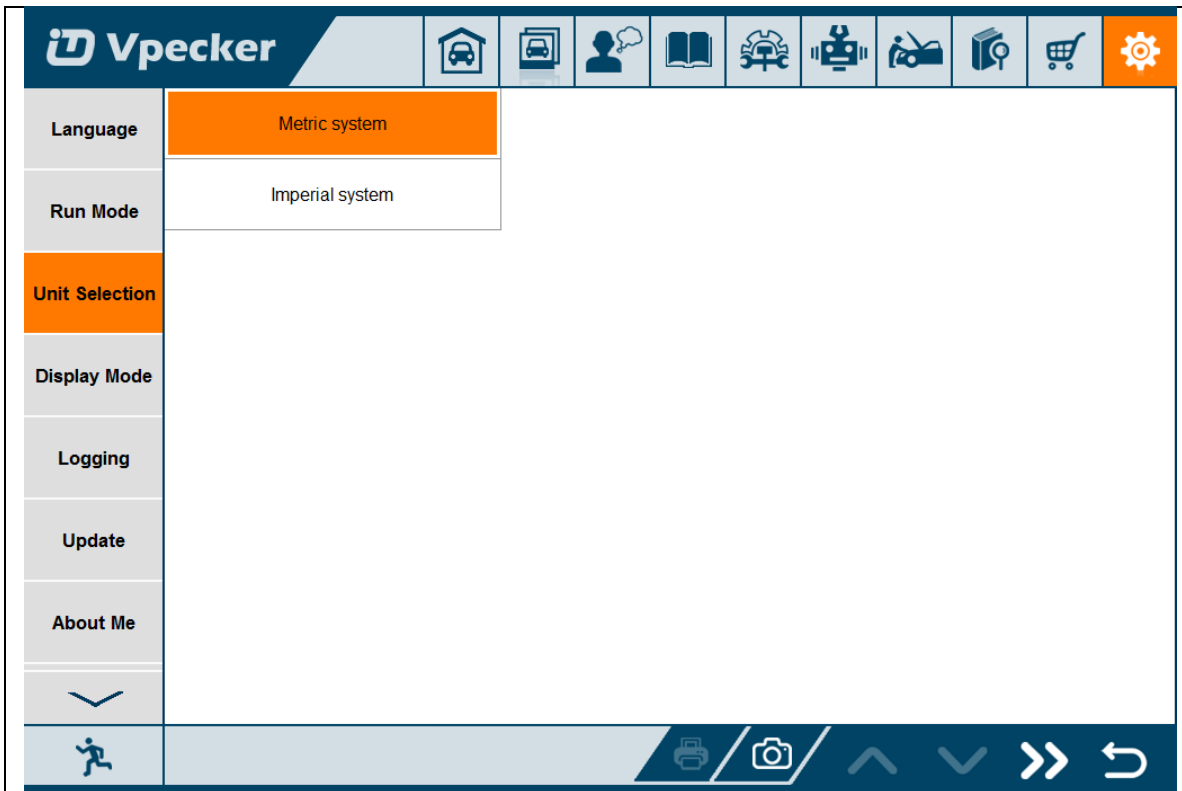 Vpecker
Language
Metric system
Imperial system
Run Mode
Unit Selection
Display Mode
Logging
Update
About Me